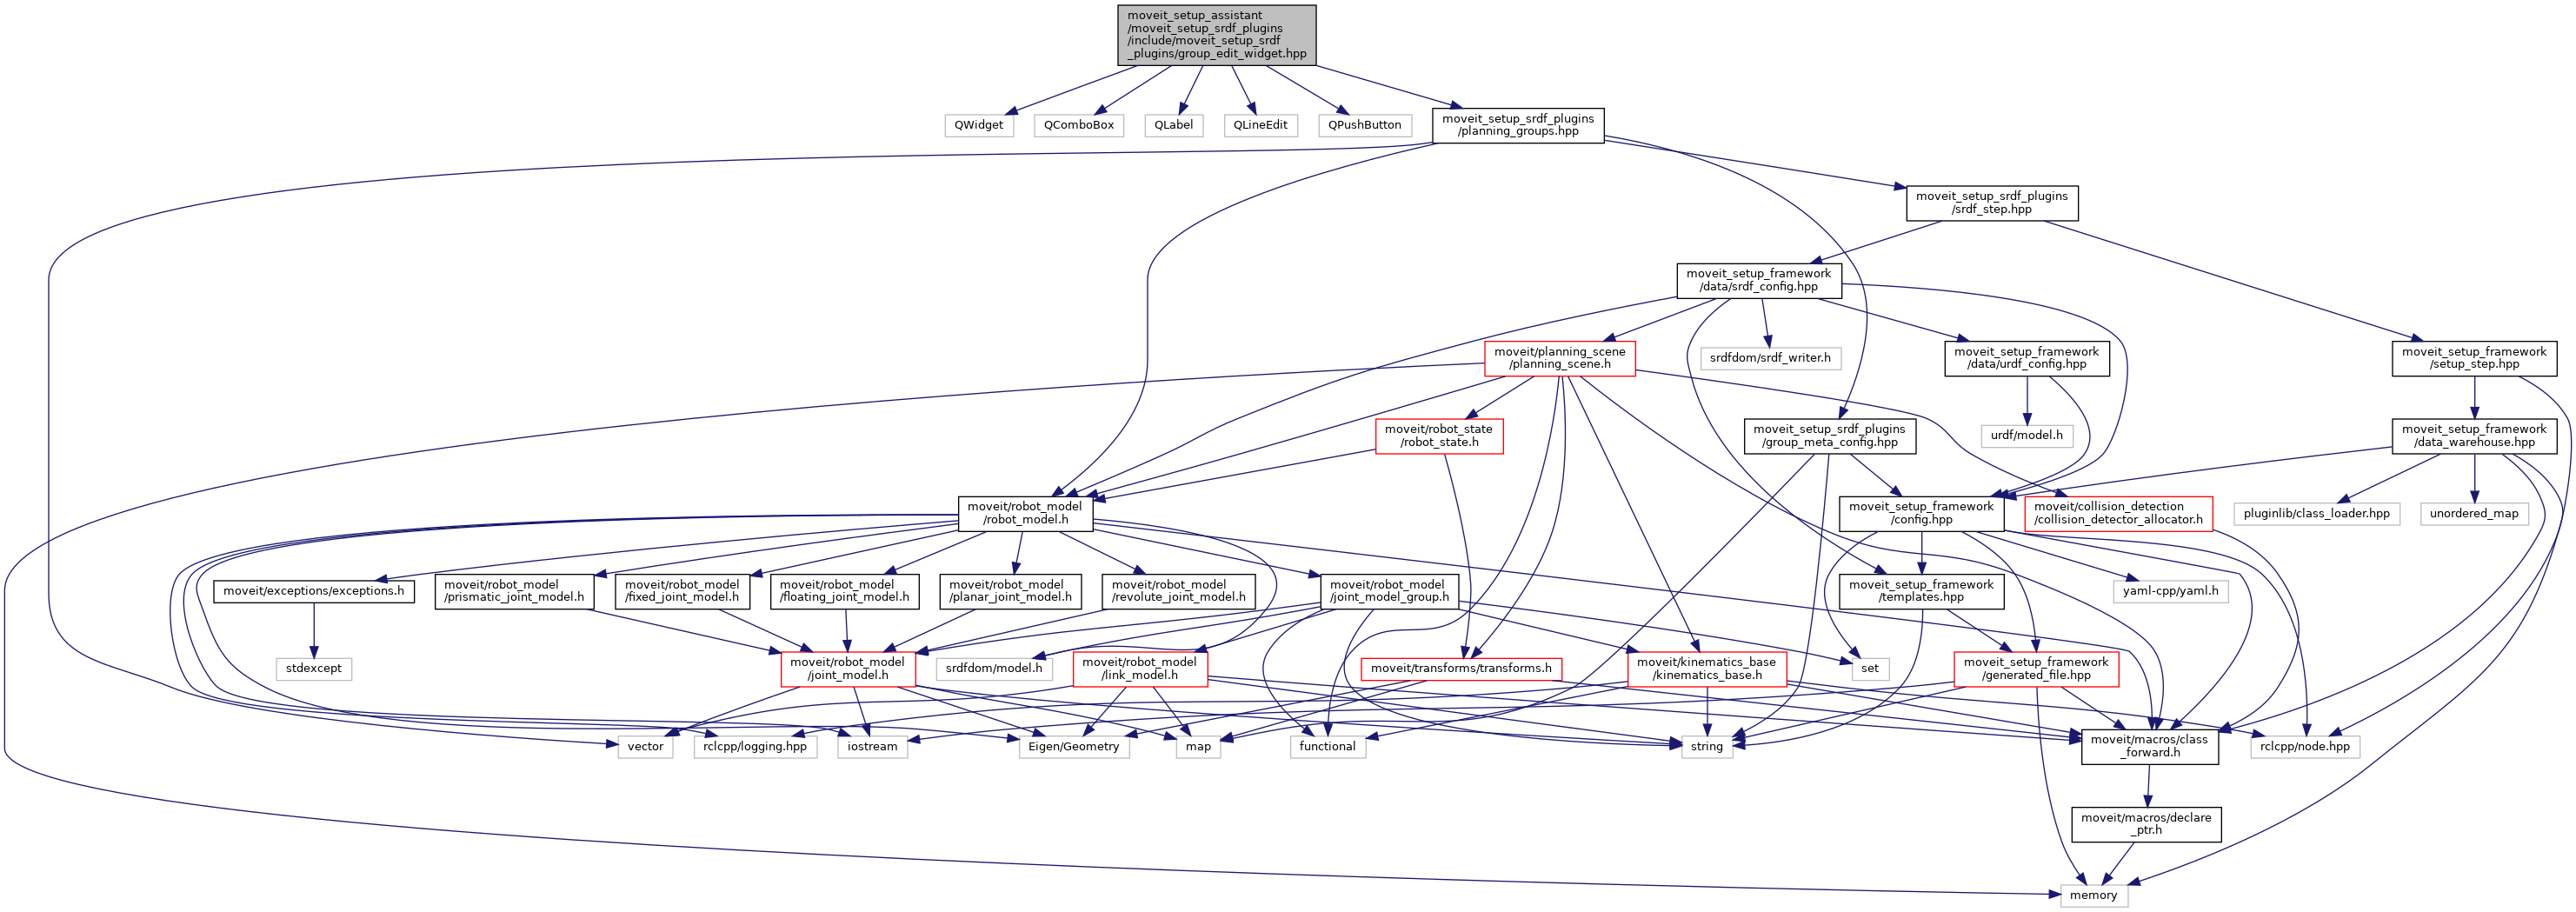 moveit_setup_assistant
/moveit_setup_srdf_plugins
/include/moveit_setup_srdf
_plugins/group_edit_widget.hpp
QWidget
QComboBox
QLabel
QLineEdit
QPushButton
moveit_setup_srdf_plugins
/planning_groups.hpp
moveit_setup_srdf_plugins
/srdf_step.hpp
moveit_setup_framework
/data/srdf_config.hpp
moveit/planning_scene
/planning_scene.h
srdfdom/srdf_writer.h
moveit_setup_framework
/data/urdf_config.hpp
moveit_setup_framework
/setup_step.hpp
moveit/robot_state
/robot_state.h
moveit_setup_srdf_plugins
/group_meta_config.hpp
urdf/model.h
moveit_setup_framework
/data_warehouse.hpp
moveit/robot_model
/robot_model.h
moveit_setup_framework
/config.hpp
moveit/collision_detection
/collision_detector_allocator.h
pluginlib/class_loader.hpp
unordered_map
moveit/exceptions/exceptions.h
moveit/robot_model
/prismatic_joint_model.h
moveit/robot_model
/fixed_joint_model.h
moveit/robot_model
/floating_joint_model.h
moveit/robot_model
/planar_joint_model.h
moveit/robot_model
/revolute_joint_model.h
moveit/robot_model
/joint_model_group.h
moveit_setup_framework
/templates.hpp
yaml-cpp/yaml.h
stdexcept
moveit/robot_model
/joint_model.h
srdfdom/model.h
moveit/robot_model
/link_model.h
moveit/transforms/transforms.h
moveit/kinematics_base
/kinematics_base.h
set
moveit_setup_framework
/generated_file.hpp
vector
rclcpp/logging.hpp
iostream
Eigen/Geometry
map
functional
string
moveit/macros/class
_forward.h
rclcpp/node.hpp
moveit/macros/declare
_ptr.h
memory